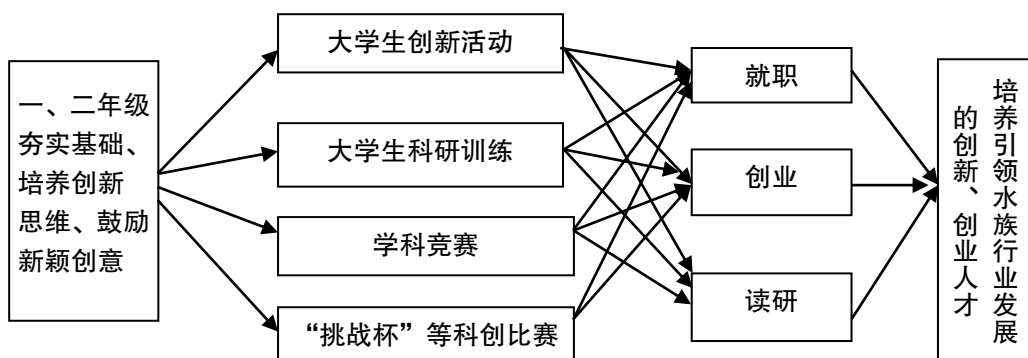 一、二年级
夯实基础、
培养创新
思维、鼓励
新颖创意
大学生创新活动
大学生科研训练
学科竞赛
“挑战杯”等科创比赛
就职
创业
读研
培养引领水族行业发展
的创新、创业人才